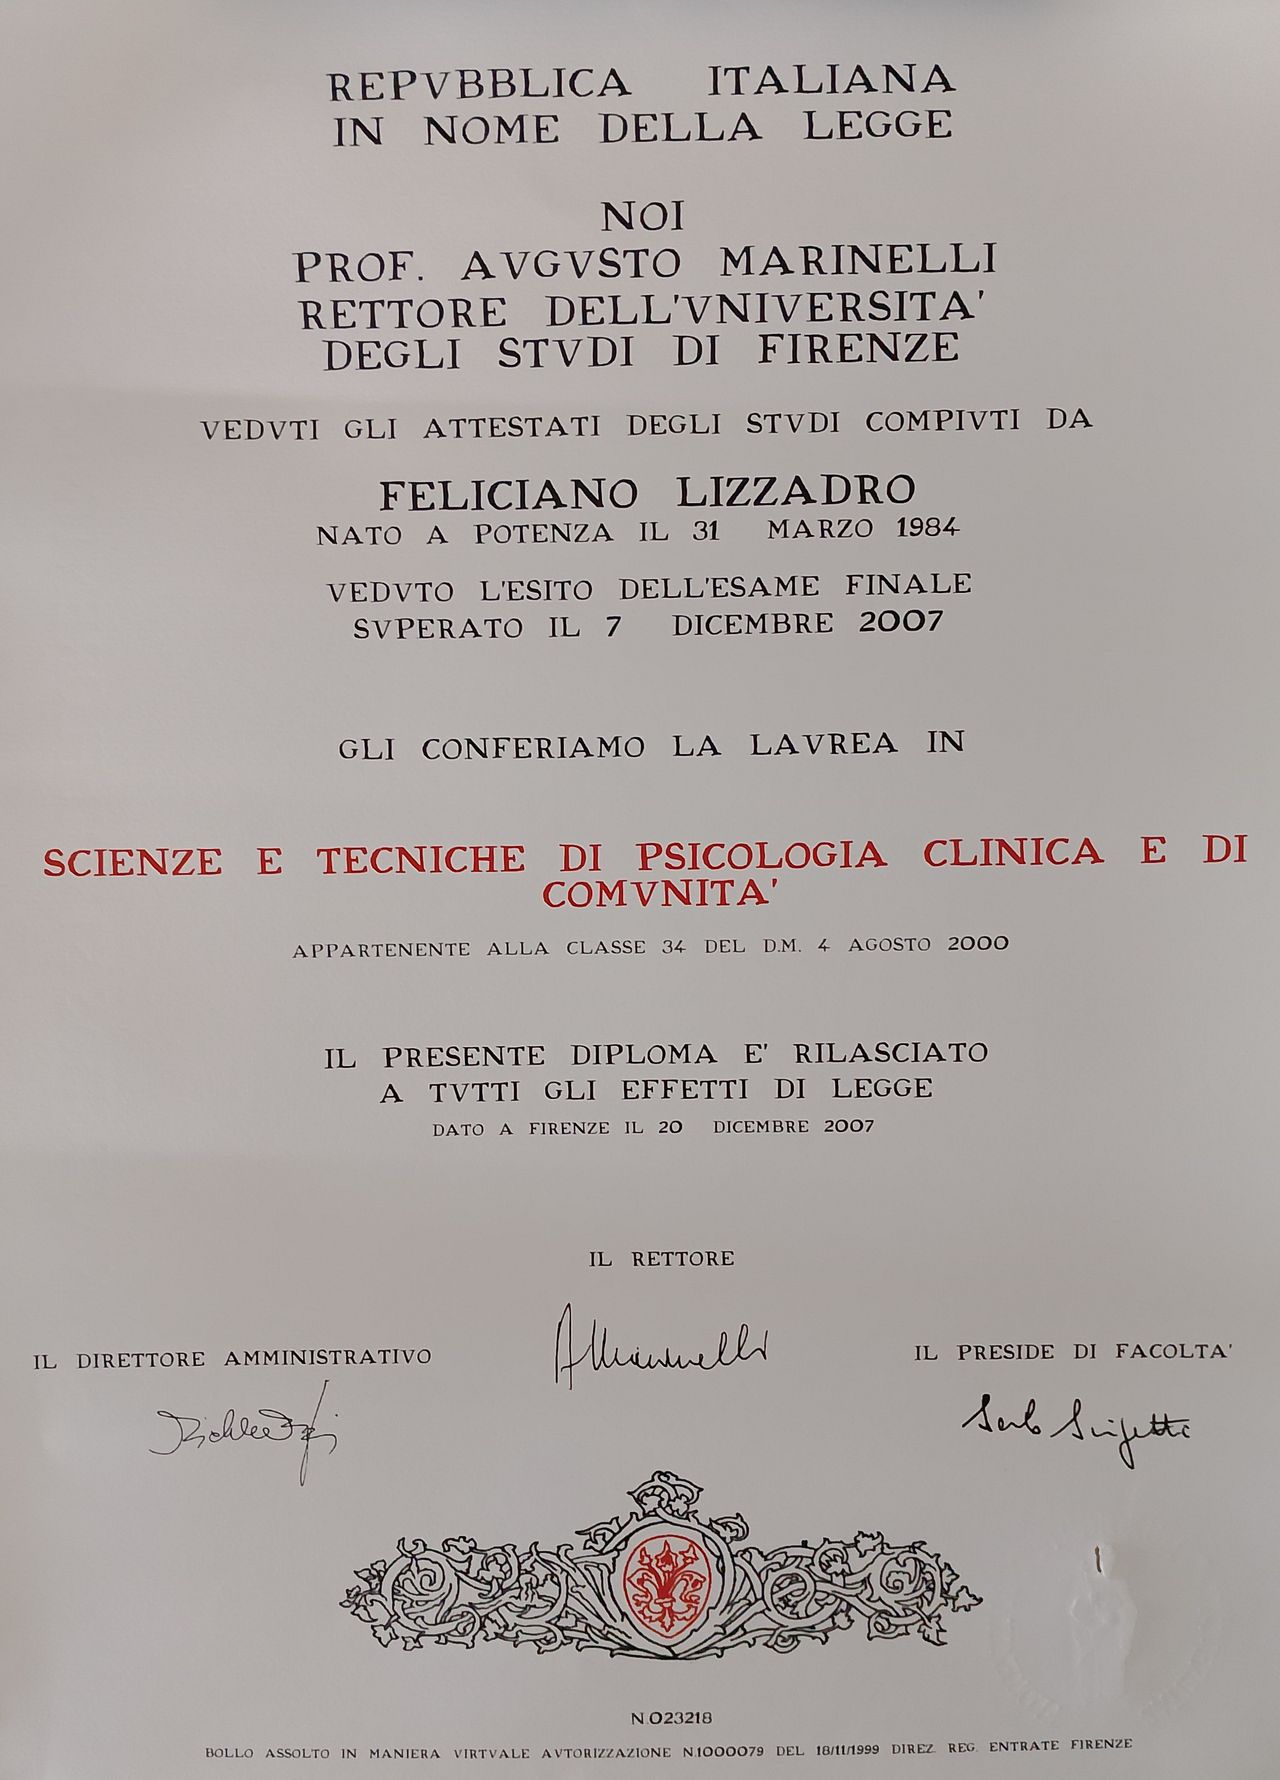 REPVBBLICA ITALIANA
IN NOME DELLA LEGGE
NOI
PROF. AVGVSTO MARINELLI
RETTORE DELL'VNIVERSITA'
DEGLI STVDI DI FIRENZE
VEDVTI GLI ATTESTATI DEGLI STVDI COMPIVTI DA
FELICIANO LIZZADRO
NATO A POTENZA IL 31 MARZO 1984
VEDVTO L'ESITO DELL'ESAME FINALE
SVPERATO IL 7 DICEMBRE 2007
GLI CONFERIAMO LA LAVREA IN
SCIENZE E TECNICHE DI PSICOLOGIA CLINICA E DI
COMVNITA'
APPARTENENTE ALLA CLASSE 34 DEL D.M. 4 AGOSTO 2000
IL PRESENTE DIPLOMA E' RILASCIATO
A TVTTI GLI EFFETTI DI LEGGE
DATO A FIRENZE IL 20 DICEMBRE 2007
IL RETTORE
AMarinelli
IL DIRETTORE AMMINISTRATIVO
IL PRESIDE DI FACOLTA'
N.023218
BOLLO ASSOLTO IN MANIERA VIRTVALE AVTORIZZAZIONE N.1000079 DEL 18/11/1999 DIREZ. REG. ENTRATE FIRENZE